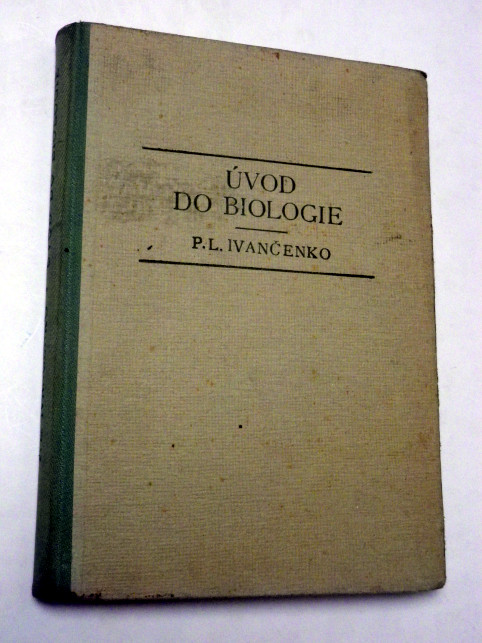 ÚVOD
DO BIOLOGIE
P. L. IVANČENKO